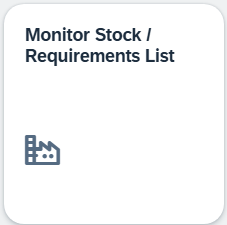 Monitor Stock /
Requirements List